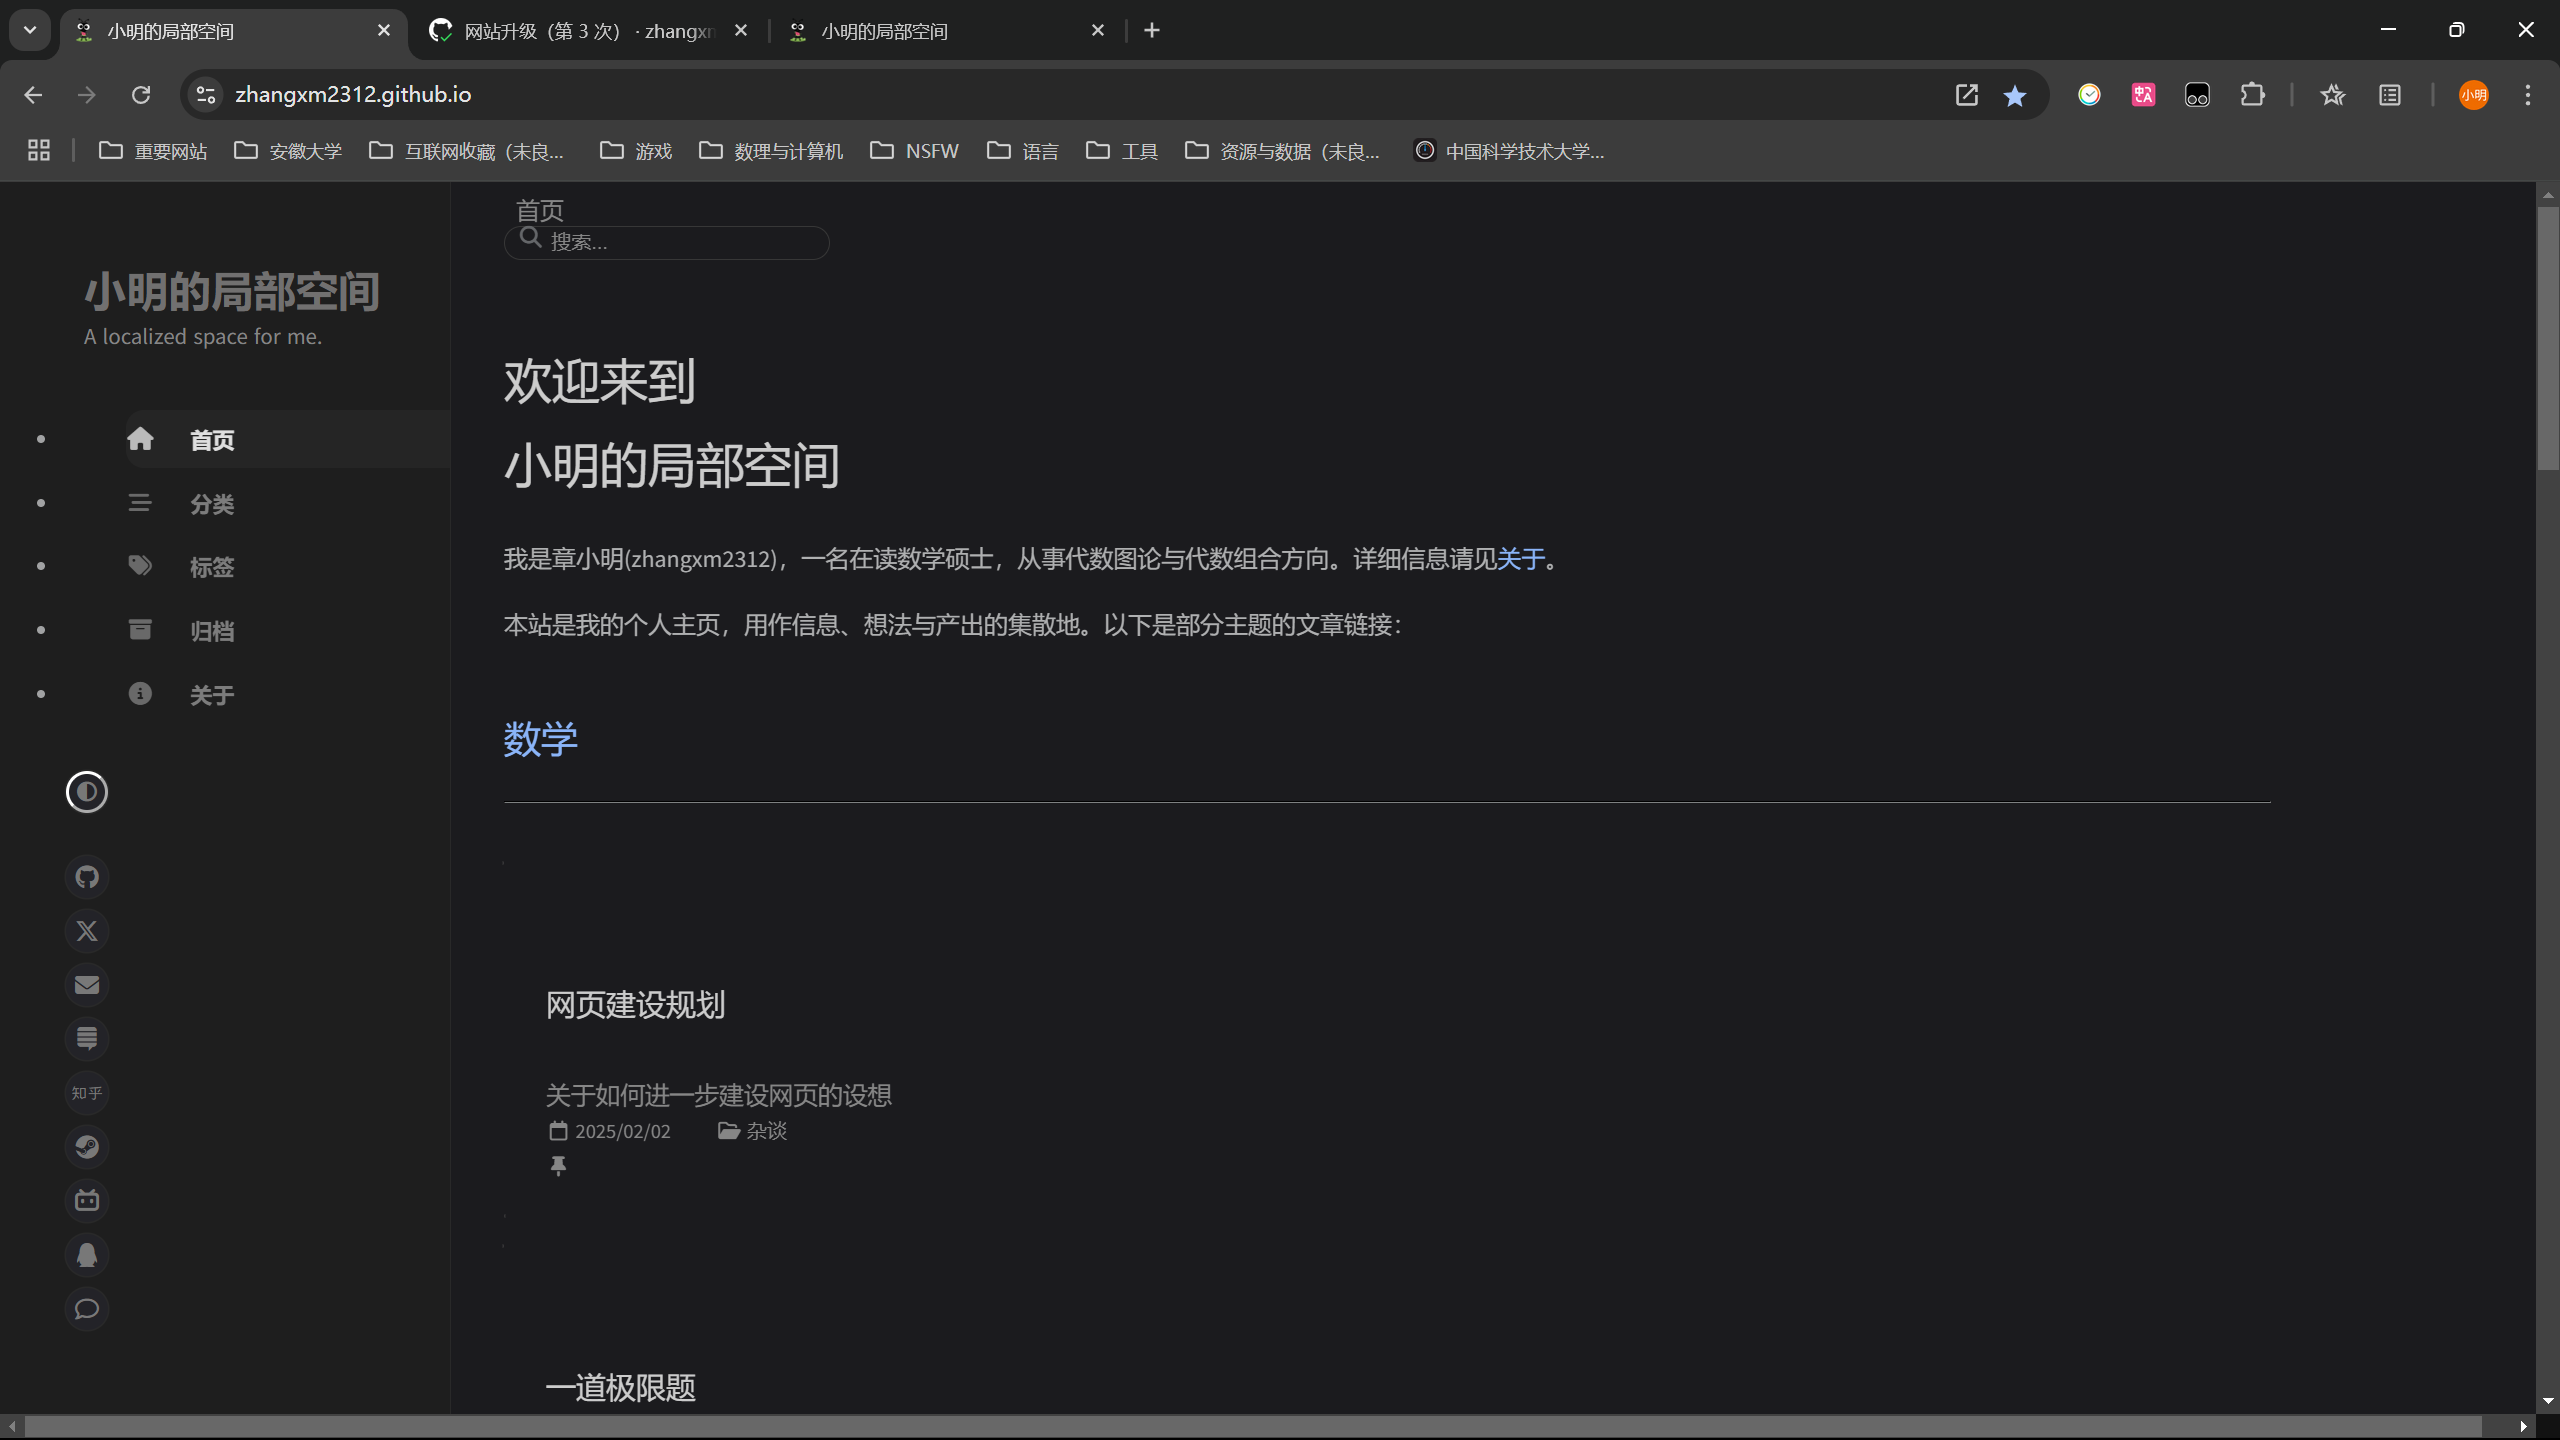 小明的局部空间
网站升级（第 3 次） · zhangxm
小明的局部空间
zhangxm2312.github.io
小明
重要网站
安徽大学
互联网收藏（未良...
游戏
数理与计算机
NSFW
语言
工具
资源与数据（未良...
中国科学技术大学...
小明的局部空间
A localized space for me.
首页
分类
标签
归档
关于
知乎
首页
搜索...
欢迎来到
小明的局部空间
我是章小明(zhangxm2312)，一名在读数学硕士，从事代数图论与代数组合方向。详细信息请见关于。
本站是我的个人主页，用作信息、想法与产出的集散地。以下是部分主题的文章链接：
数学
网页建设规划
关于如何进一步建设网页的设想
2025/02/02 杂谈
一道极限题